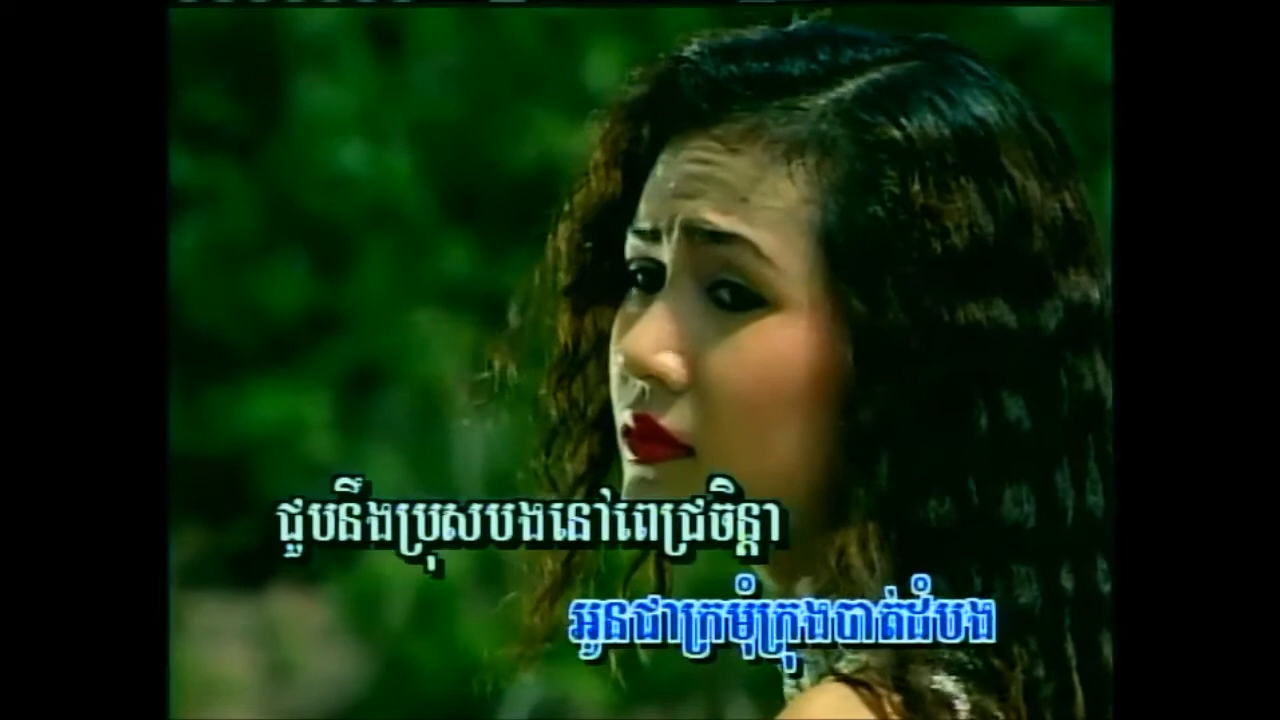 ជួបនឹងប្រុសបងនៅពេជ្រចិន្តា
អូនជាក្រមុំក្រុងបាត់ដំបង